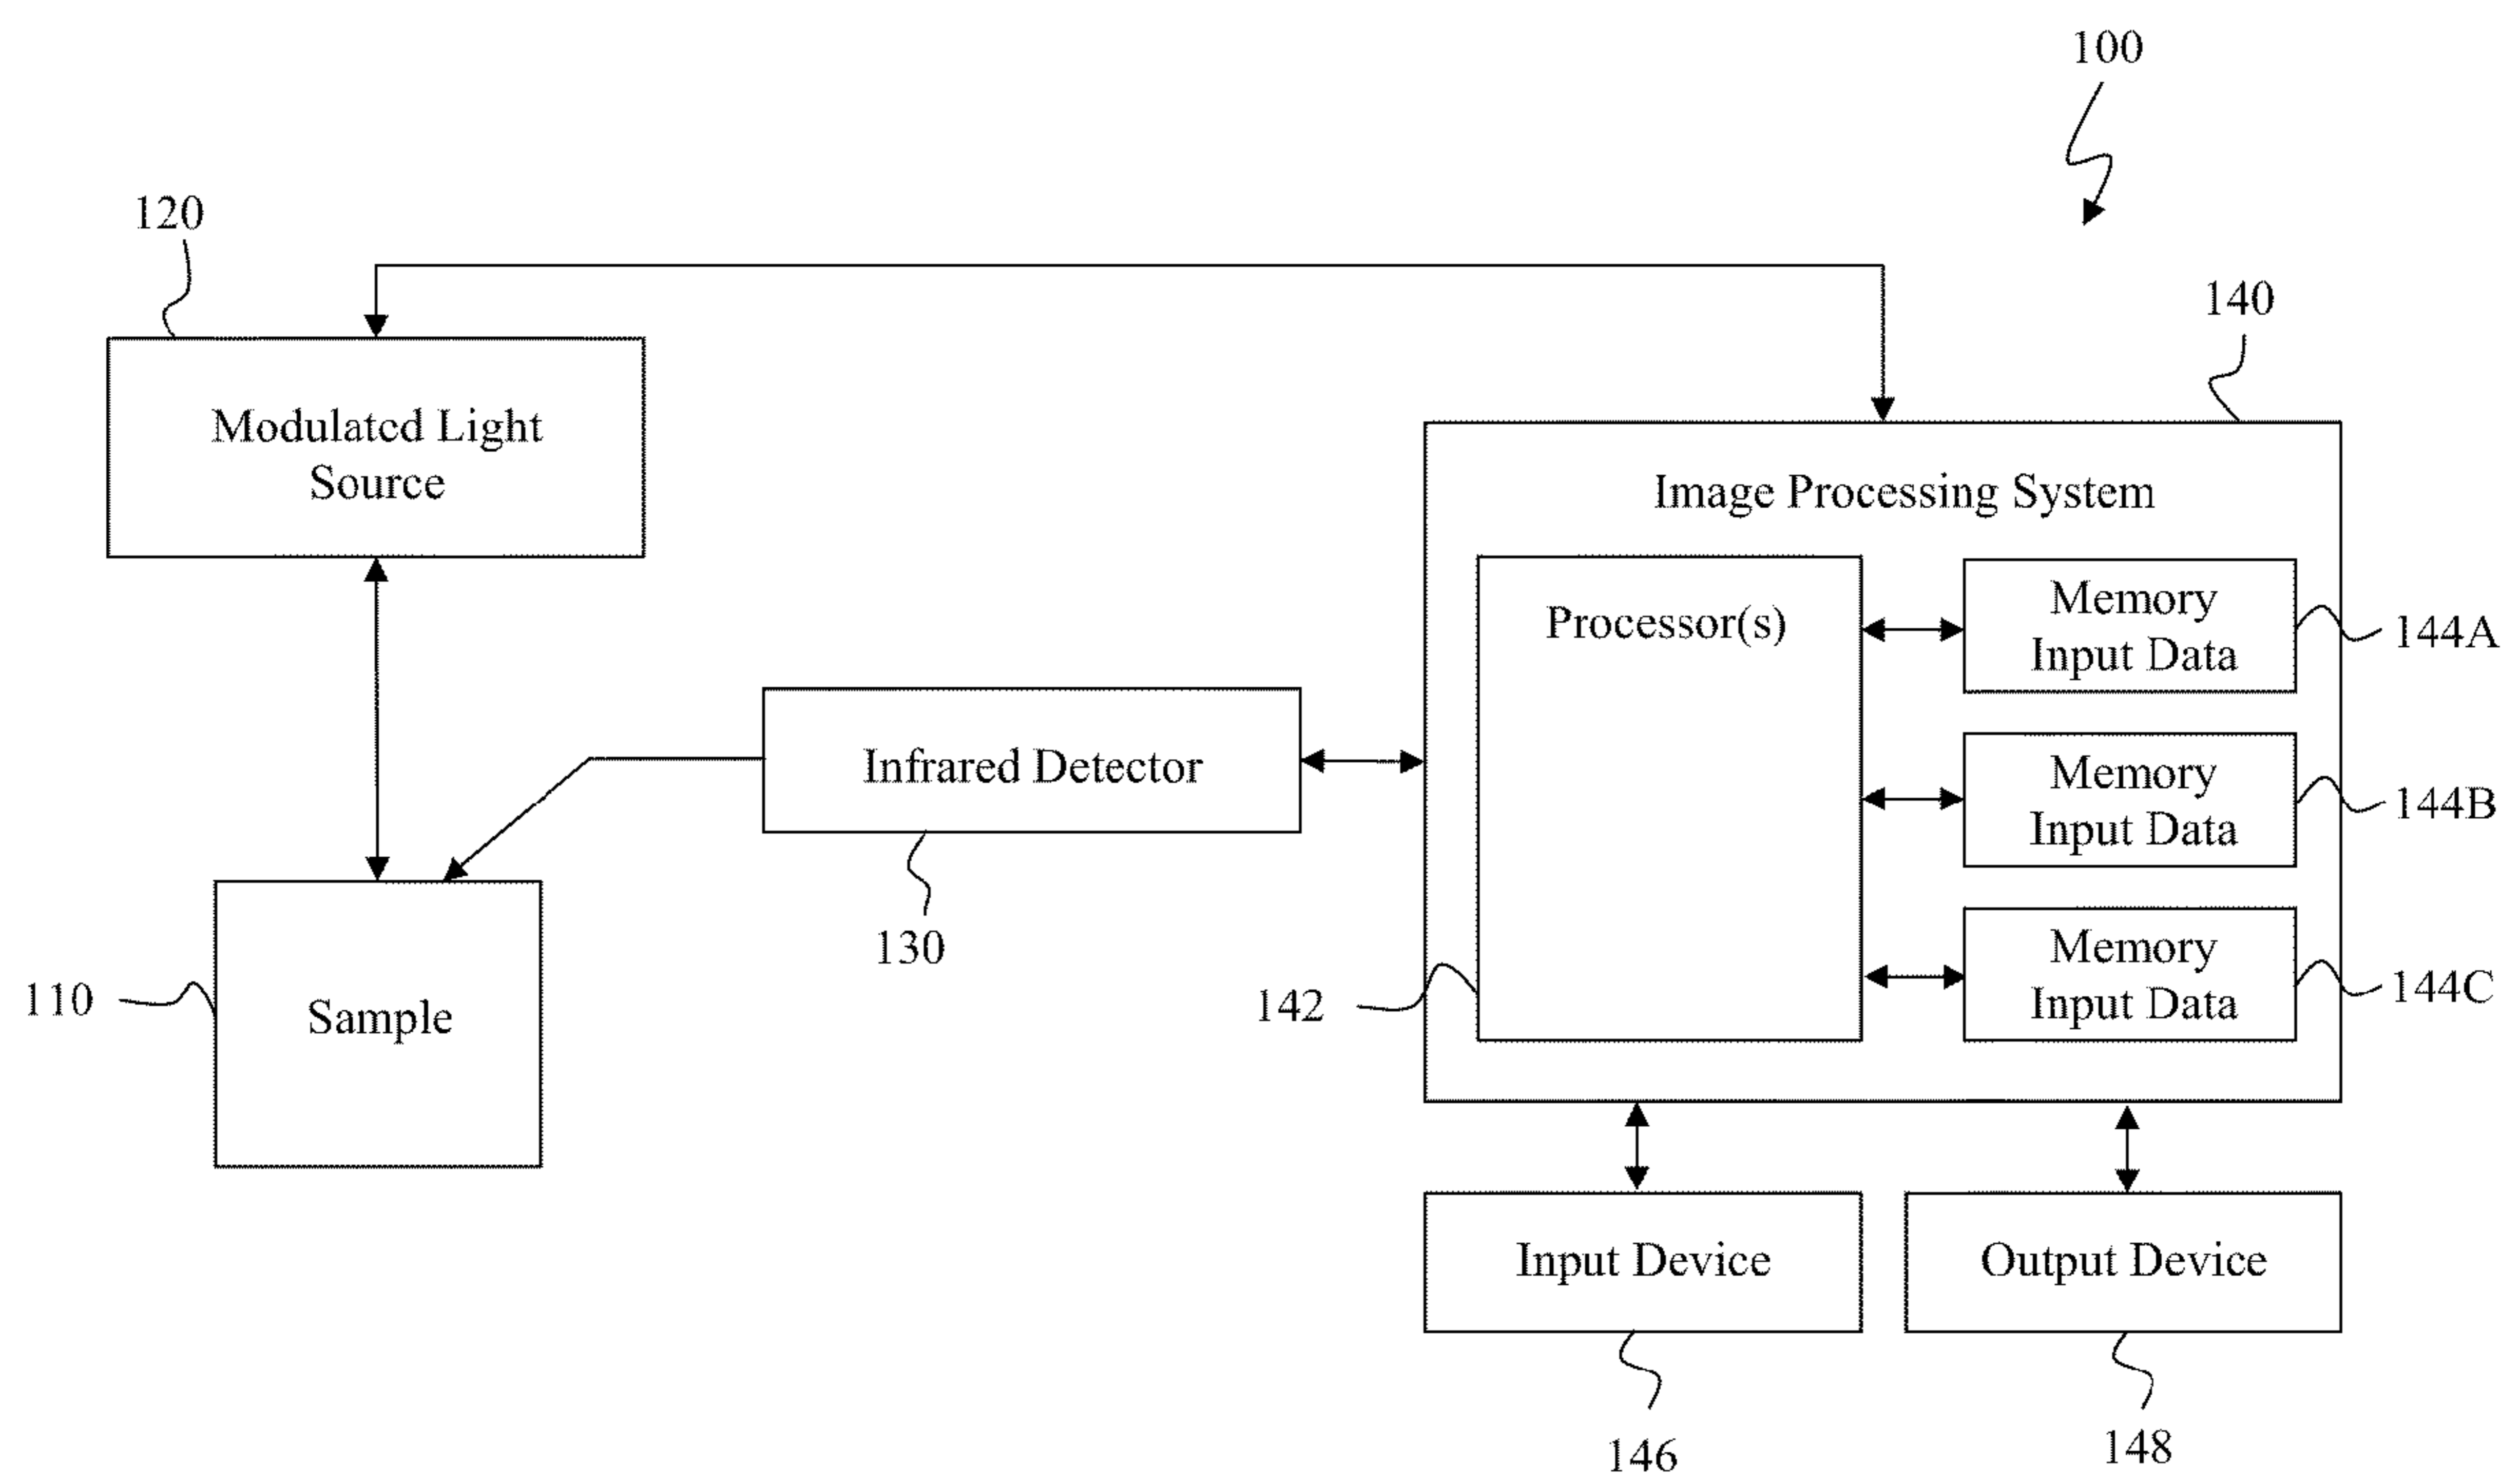 100
120
140
Modulated Light
Source
Image Processing System
Processor(s)
Memory
Input Data
144A
Memory
Input Data
144B
Memory
Input Data
144C
Infrared Detector
130
142
110
Sample
Input Device
Output Device
146
148